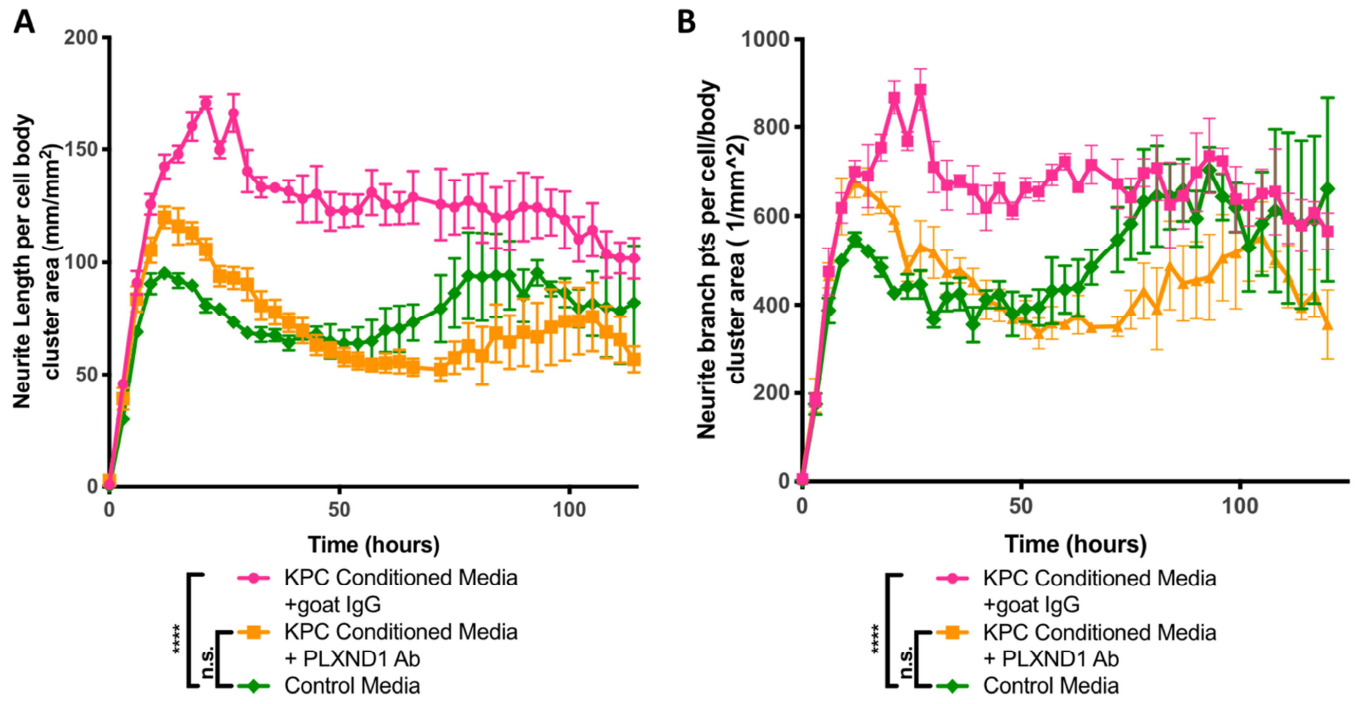 A
Neurite Length per cell body
cluster area (mm/mm²)
200
150
100
50
0
0
50
100
Time (hours)
****
n.s.
KPC Conditioned Media
+goat IgG
KPC Conditioned Media
+ PLXND1 Ab
Control Media
B
Neurite branch pts per cell/body
cluster area ( 1/mm^2)
1000
800
600
400
200
0
0
50
100
Time (hours)
****
n.s.
KPC Conditioned Media
+goat IgG
KPC Conditioned Media
+ PLXND1 Ab
Control Media